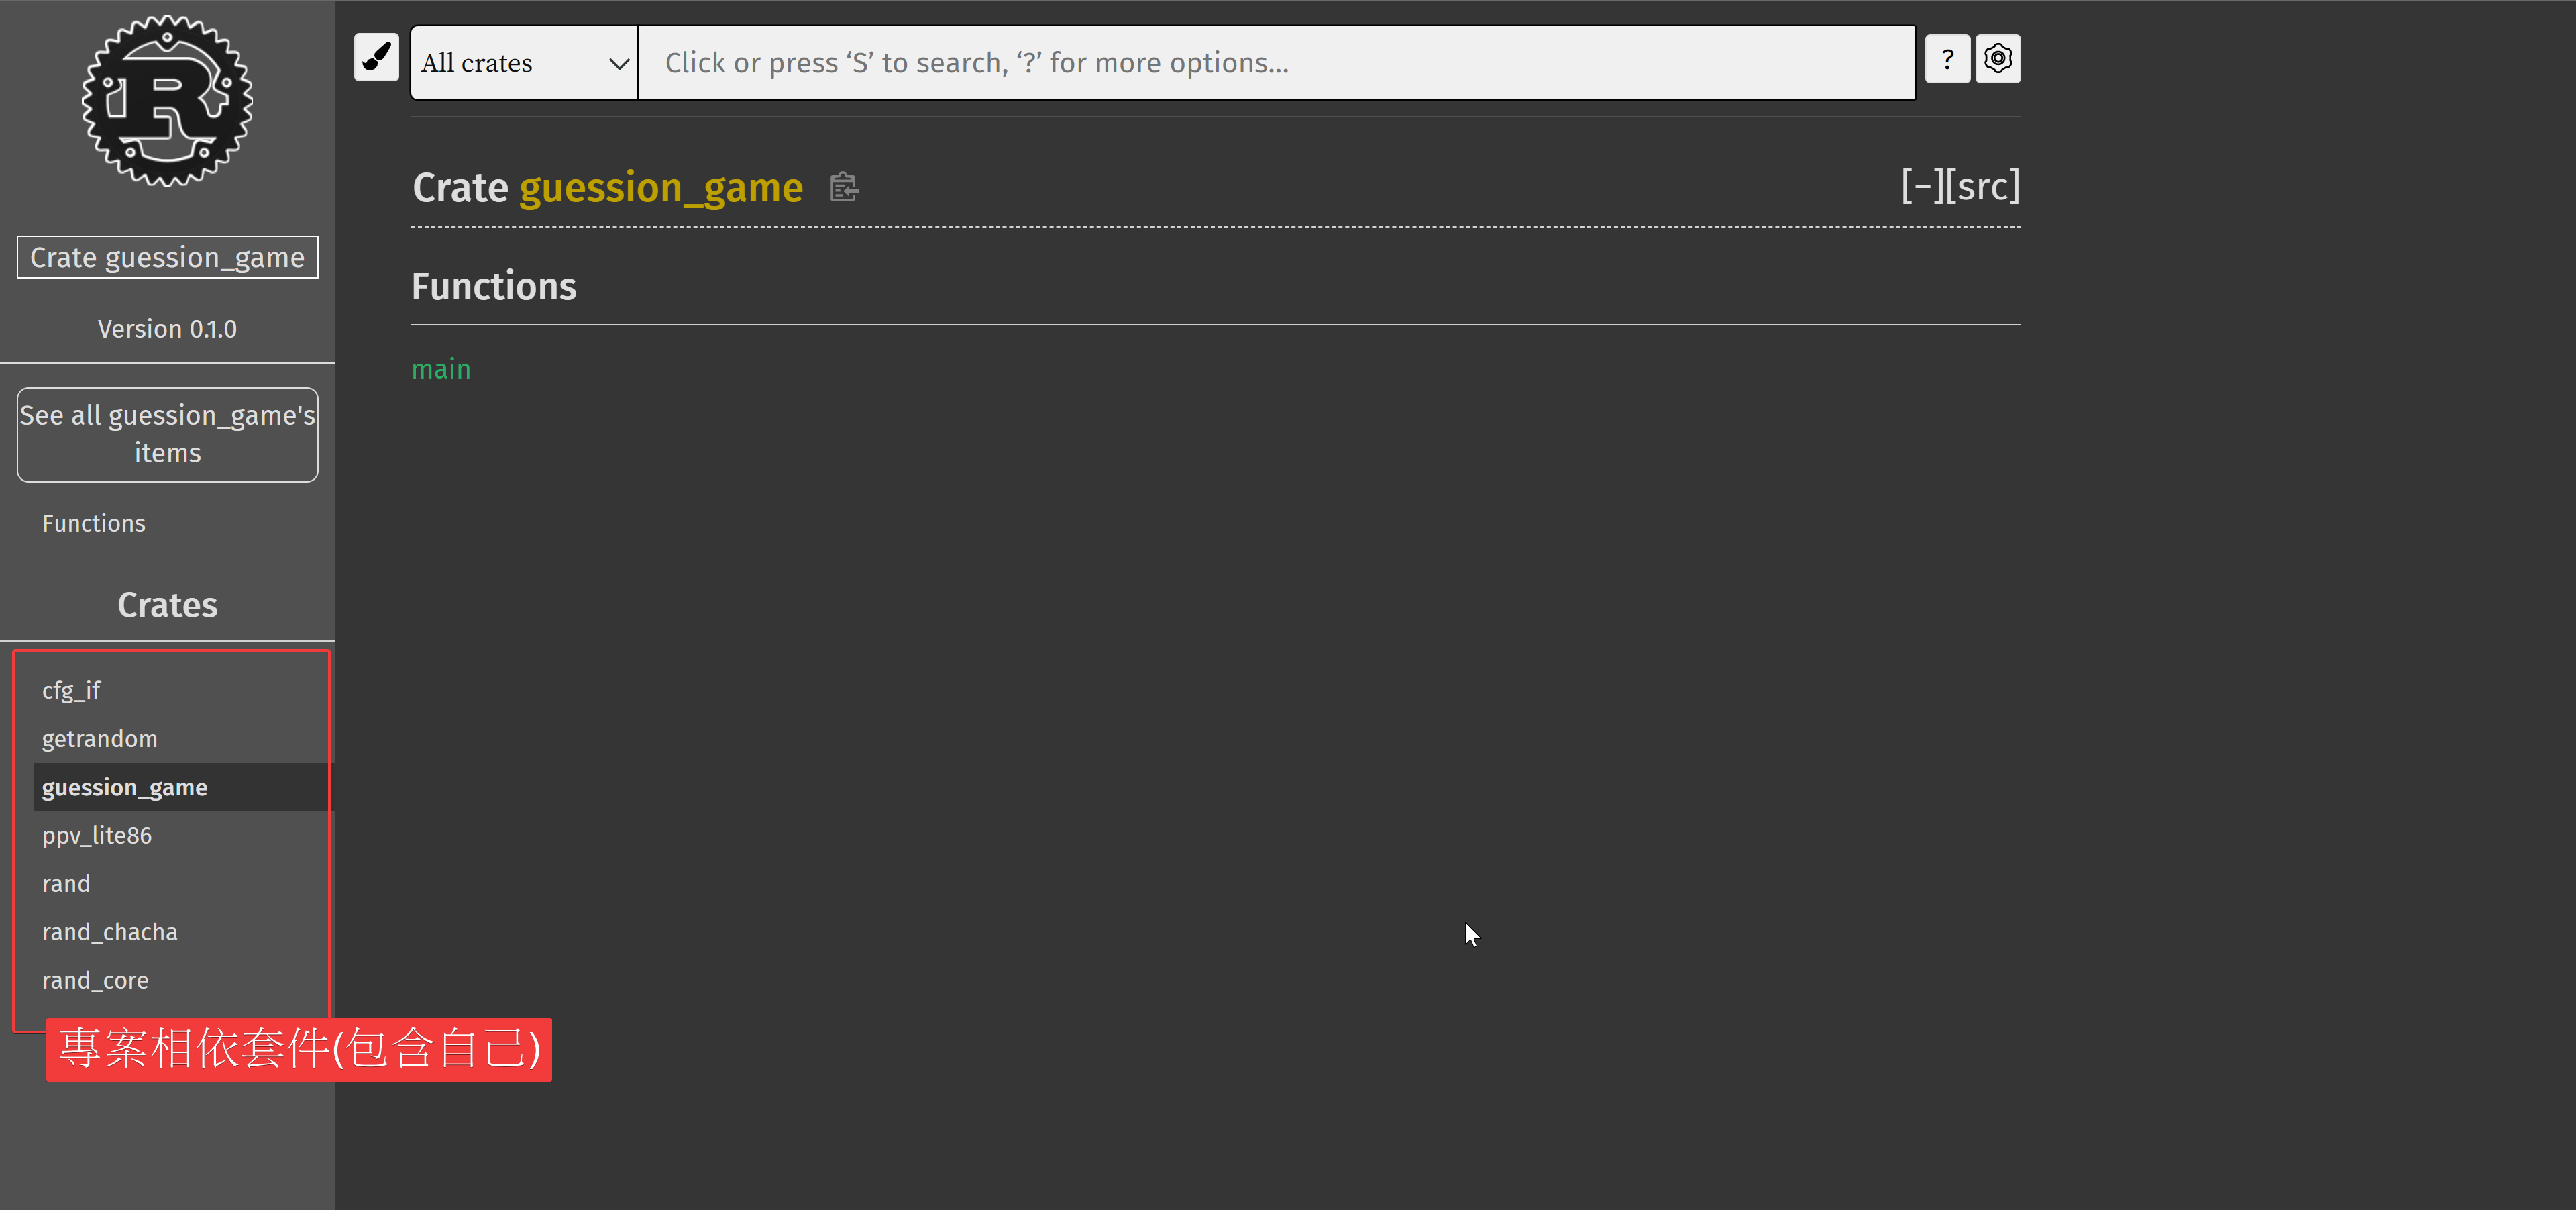 R
Crate guession_game
Version 0.1.0
See all guession_game's
items
Functions
Crates
cfg_if
getrandom
guession_game
ppv_lite86
rand
rand_chacha
rand_core
專案相依套件(包含自己)
All crates
Click or press ‘S’ to search, ‘?’ for more options…
?
Crate guession_game
[−][src]
Functions
main